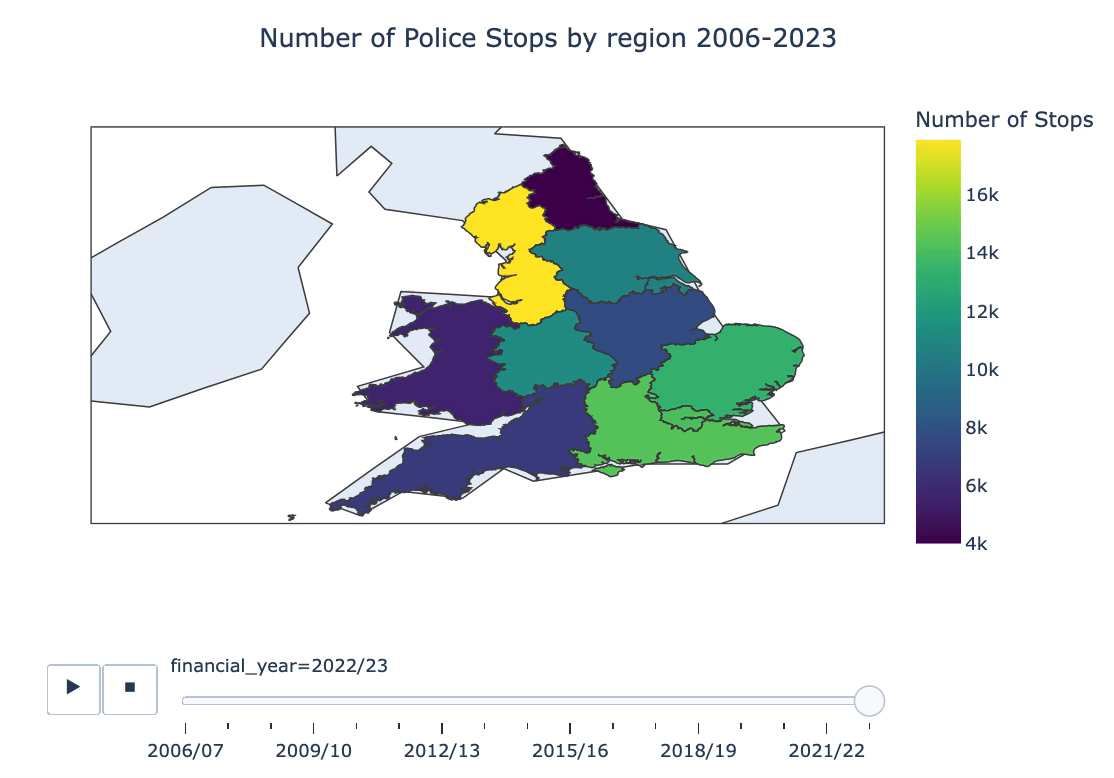 Number of Police Stops by region 2006-2023
Number of Stops
16k
14k
12k
10k
8k
6k
4k
financial_year=2022/23
2006/07
2009/10
2012/13
2015/16
2018/19
2021/22